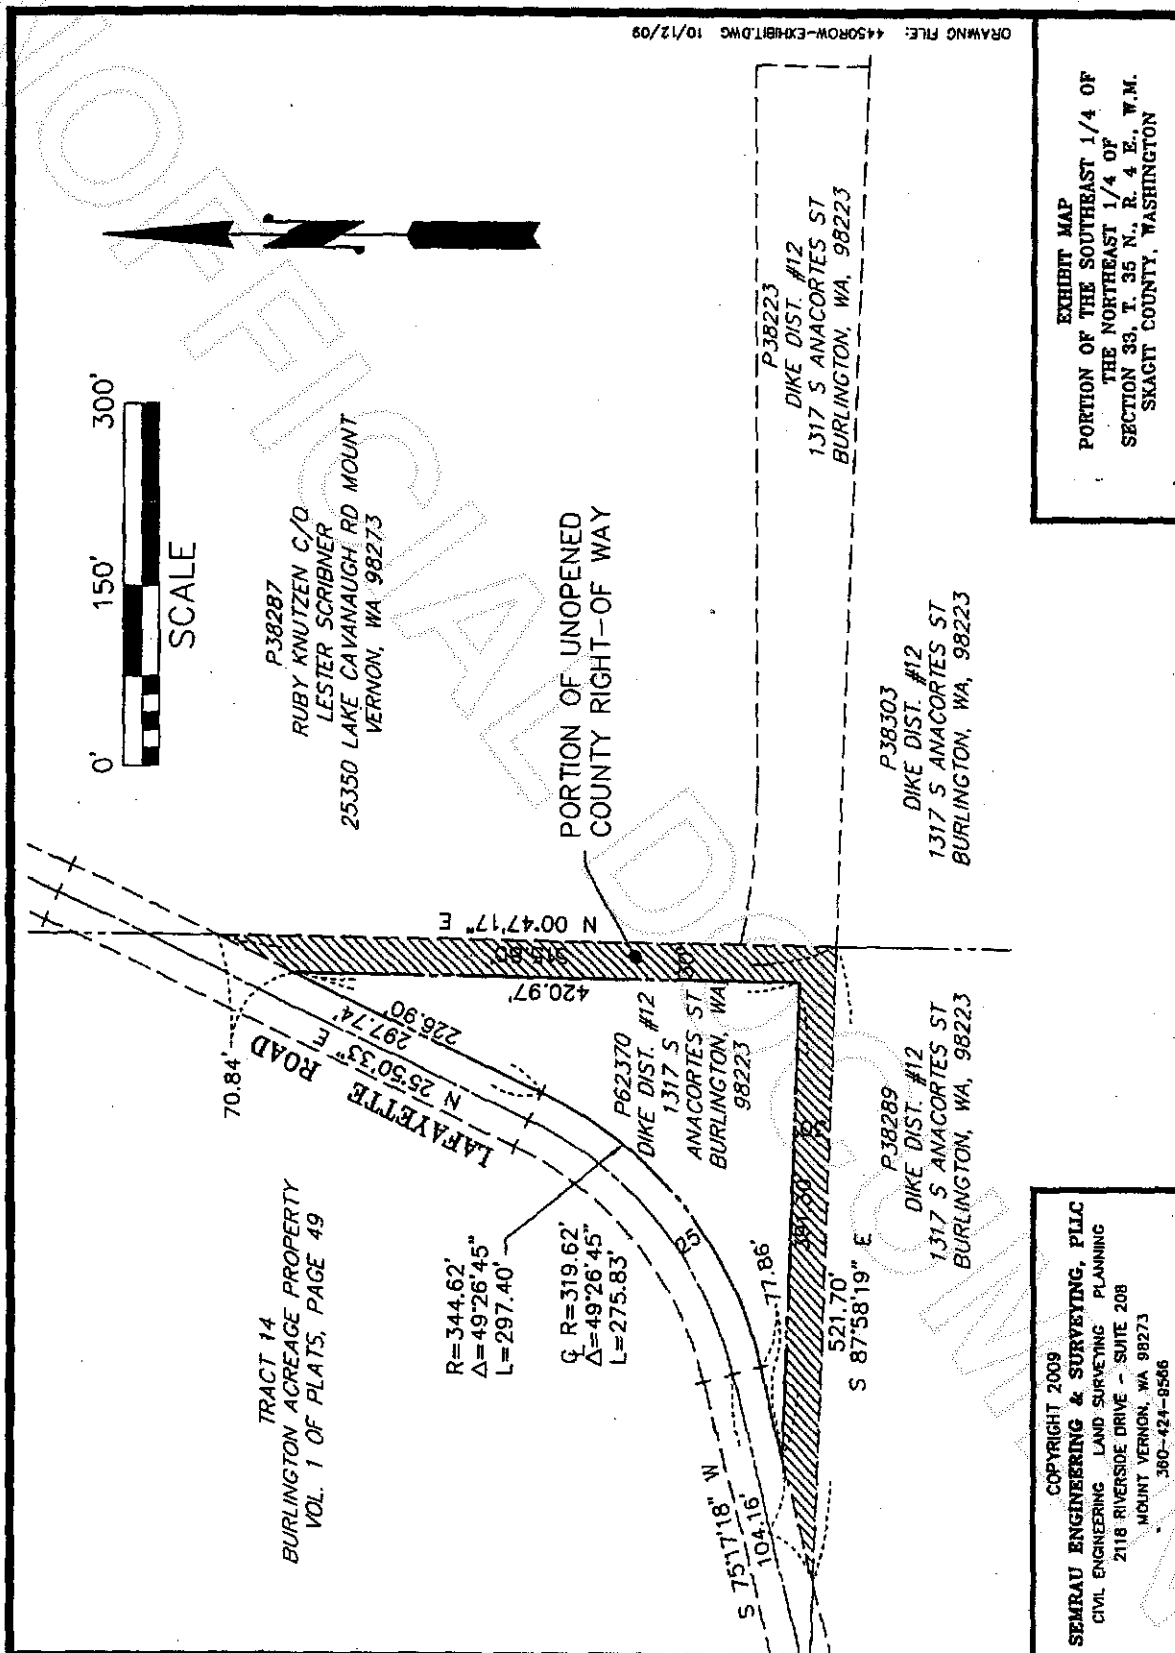 DRAWING FILE: 4450ROW-EXHIBIT.DWG 10/12/09
EXHIBIT MAP
PORTION OF THE SOUTHEAST 1/4 OF
THE NORTHEAST 1/4 OF
SECTION 33, T. 35 N., R. 4 E., W.M.
SKAGIT COUNTY, WASHINGTON
0' 150' 300'
SCALE
P38287
RUBY KNUTZEN C/O
LESTER SCRIBNER
25350 LAKE CAVANAUGH RD MOUNT
VERNON, WA 98273
PORTION OF UNOPENED
COUNTY RIGHT-OF WAY
P38223
DIKE DIST. #12
1317 S ANACORTES ST
BURLINGTON, WA, 98223
P38303
DIKE DIST. #12
1317 S ANACORTES ST
BURLINGTON, WA, 98223
N 00°47'17" E
30'
420.97'
70.84'
226.90'
297.74'
N 25°50'33" E
LAFAYETTE ROAD
P62370
DIKE DIST. #12
1317 S
ANACORTES ST
BURLINGTON, WA
98223
P38289
DIKE DIST. #12
1317 S ANACORTES ST
BURLINGTON, WA, 98223
TRACT 14
BURLINGTON ACREAGE PROPERTY
VOL. 1 OF PLATS, PAGE 49
R=344.62'
Δ=49°26'45"
L=297.40'
℄ R=319.62'
Δ=49°26'45"
L=275.83'
25'
77.86'
521.70'
S 87°58'19" E
S 75°17'18" W
104.16'
COPYRIGHT 2009
SEMRAU ENGINEERING & SURVEYING, PLLC
CIVIL ENGINEERING LAND SURVEYING PLANNING
2118 RIVERSIDE DRIVE - SUITE 208
MOUNT VERNON, WA 98273
360-424-9566
UNOFFICIAL DOCUMENT